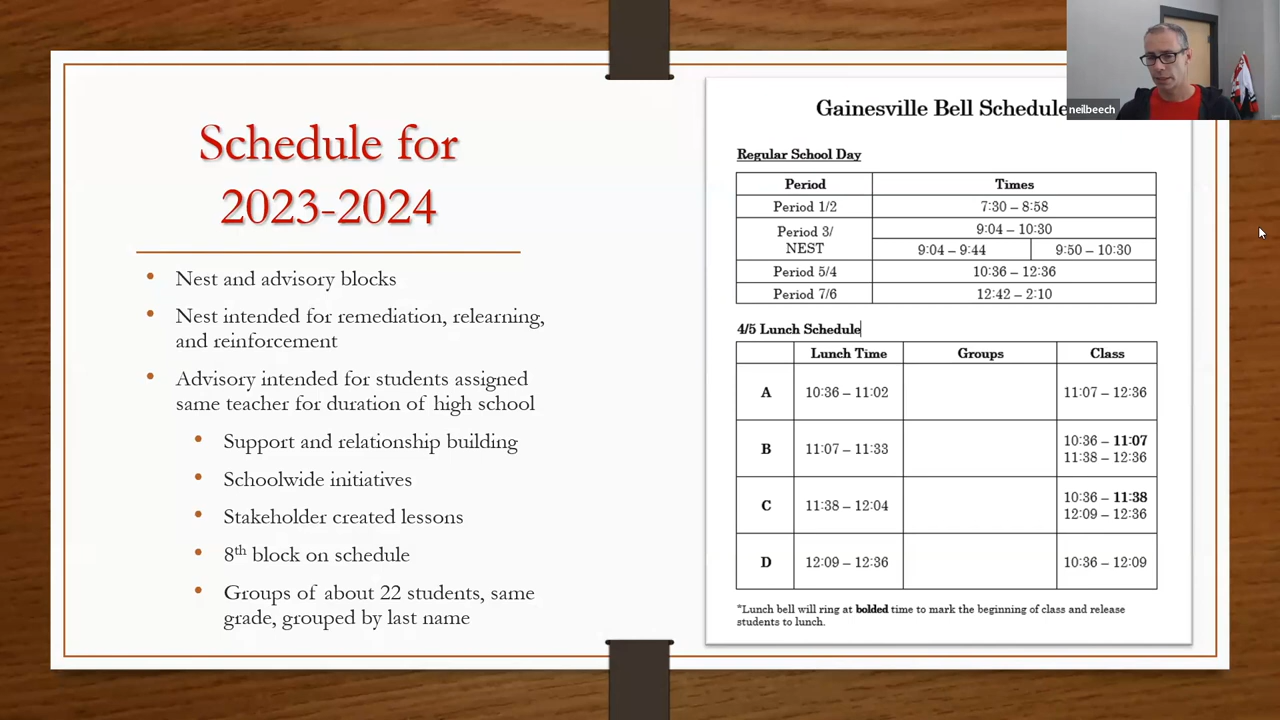 Schedule for
2023-2024
• Nest and advisory blocks
• Nest intended for remediation, relearning,
and reinforcement
• Advisory intended for students assigned
same teacher for duration of high school
• Support and relationship building
• Schoolwide initiatives
• Stakeholder created lessons
• 8th block on schedule
• Groups of about 22 students, same
grade, grouped by last name
Gainesville Bell Schedule
neilbeech
Regular School Day
Period Times
Period 1/2 7:30 – 8:58
Period 3/ 9:04 – 10:30
NEST 9:04 – 9:44 9:50 – 10:30
Period 5/4 10:36 – 12:36
Period 7/6 12:42 – 2:10
4/5 Lunch Schedule
Lunch Time Groups Class
A 10:36 – 11:02 11:07 – 12:36
B 11:07 – 11:33 10:36 – 11:07
11:38 – 12:36
C 11:38 – 12:04 10:36 – 11:38
12:09 – 12:36
D 12:09 – 12:36 10:36 – 12:09
*Lunch bell will ring at bolded time to mark the beginning of class and release
students to lunch.